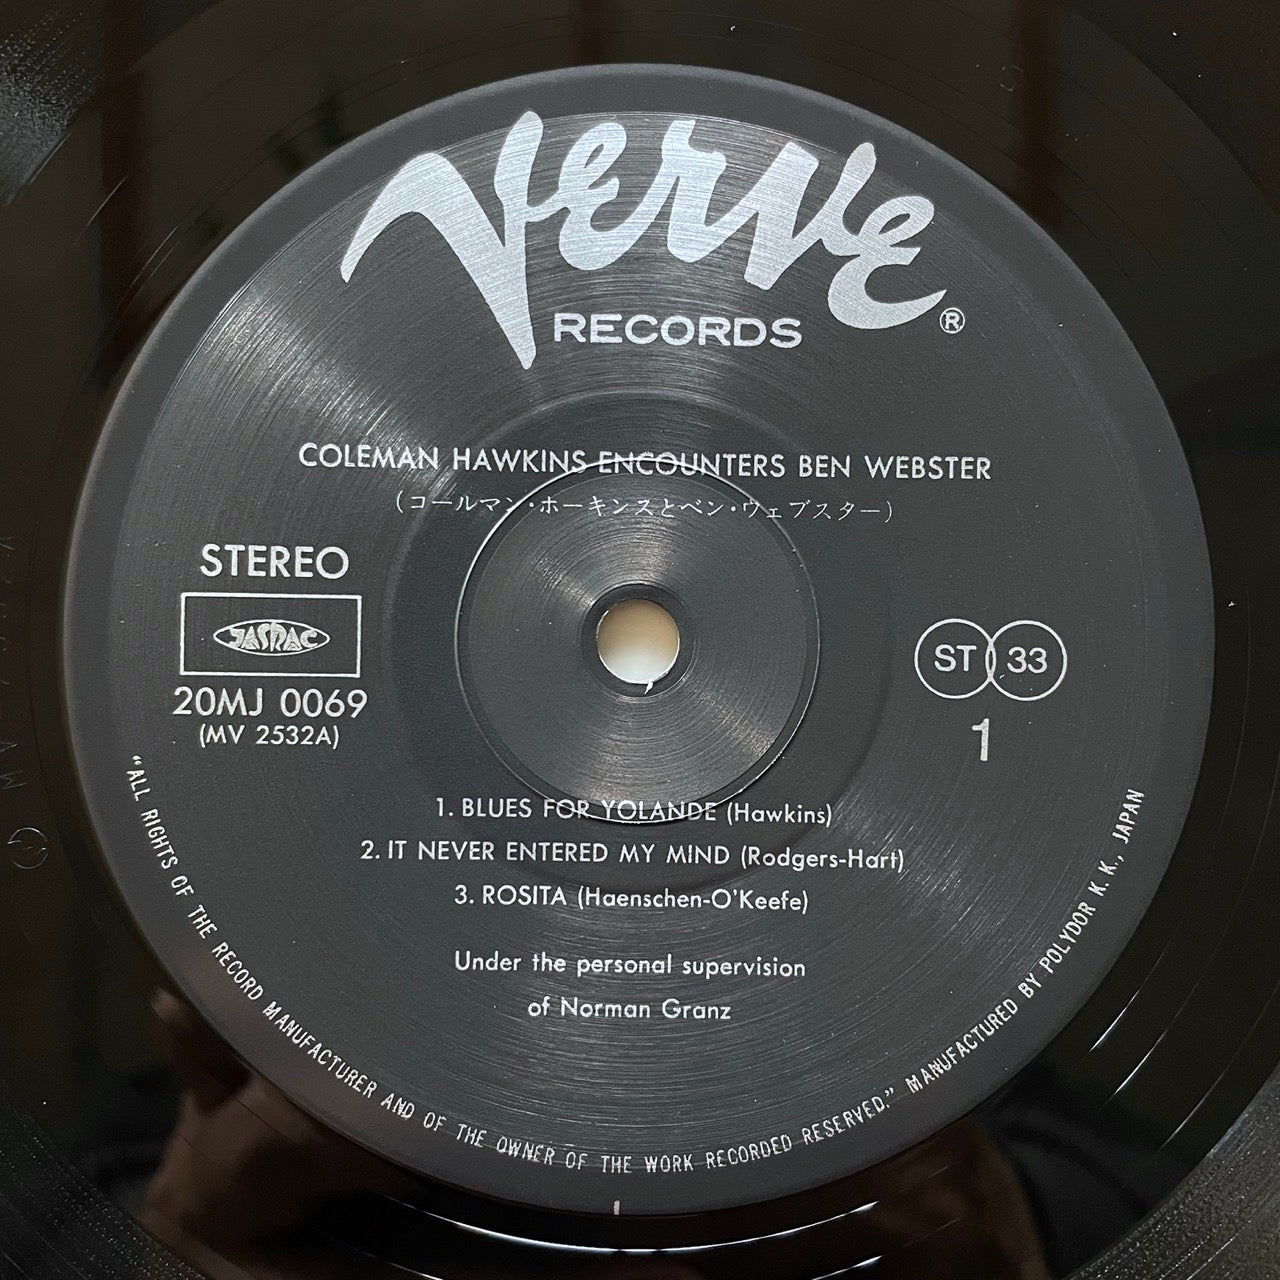 Verve
RECORDS ®
COLEMAN HAWKINS ENCOUNTERS BEN WEBSTER
(コールマン・ホーキンスとベン・ウェブスター)
STEREO
JASRAC
20MJ 0069
(MV 2532A)
ST 33
1
1. BLUES FOR YOLANDE (Hawkins)
2. IT NEVER ENTERED MY MIND (Rodgers-Hart)
3. ROSITA (Haenschen-O'Keefe)
Under the personal supervision
of Norman Granz
"ALL RIGHTS OF THE RECORD MANUFACTURER AND OF THE OWNER OF THE WORK RECORDED RESERVED." MANUFACTURED BY POLYDOR K. K., JAPAN